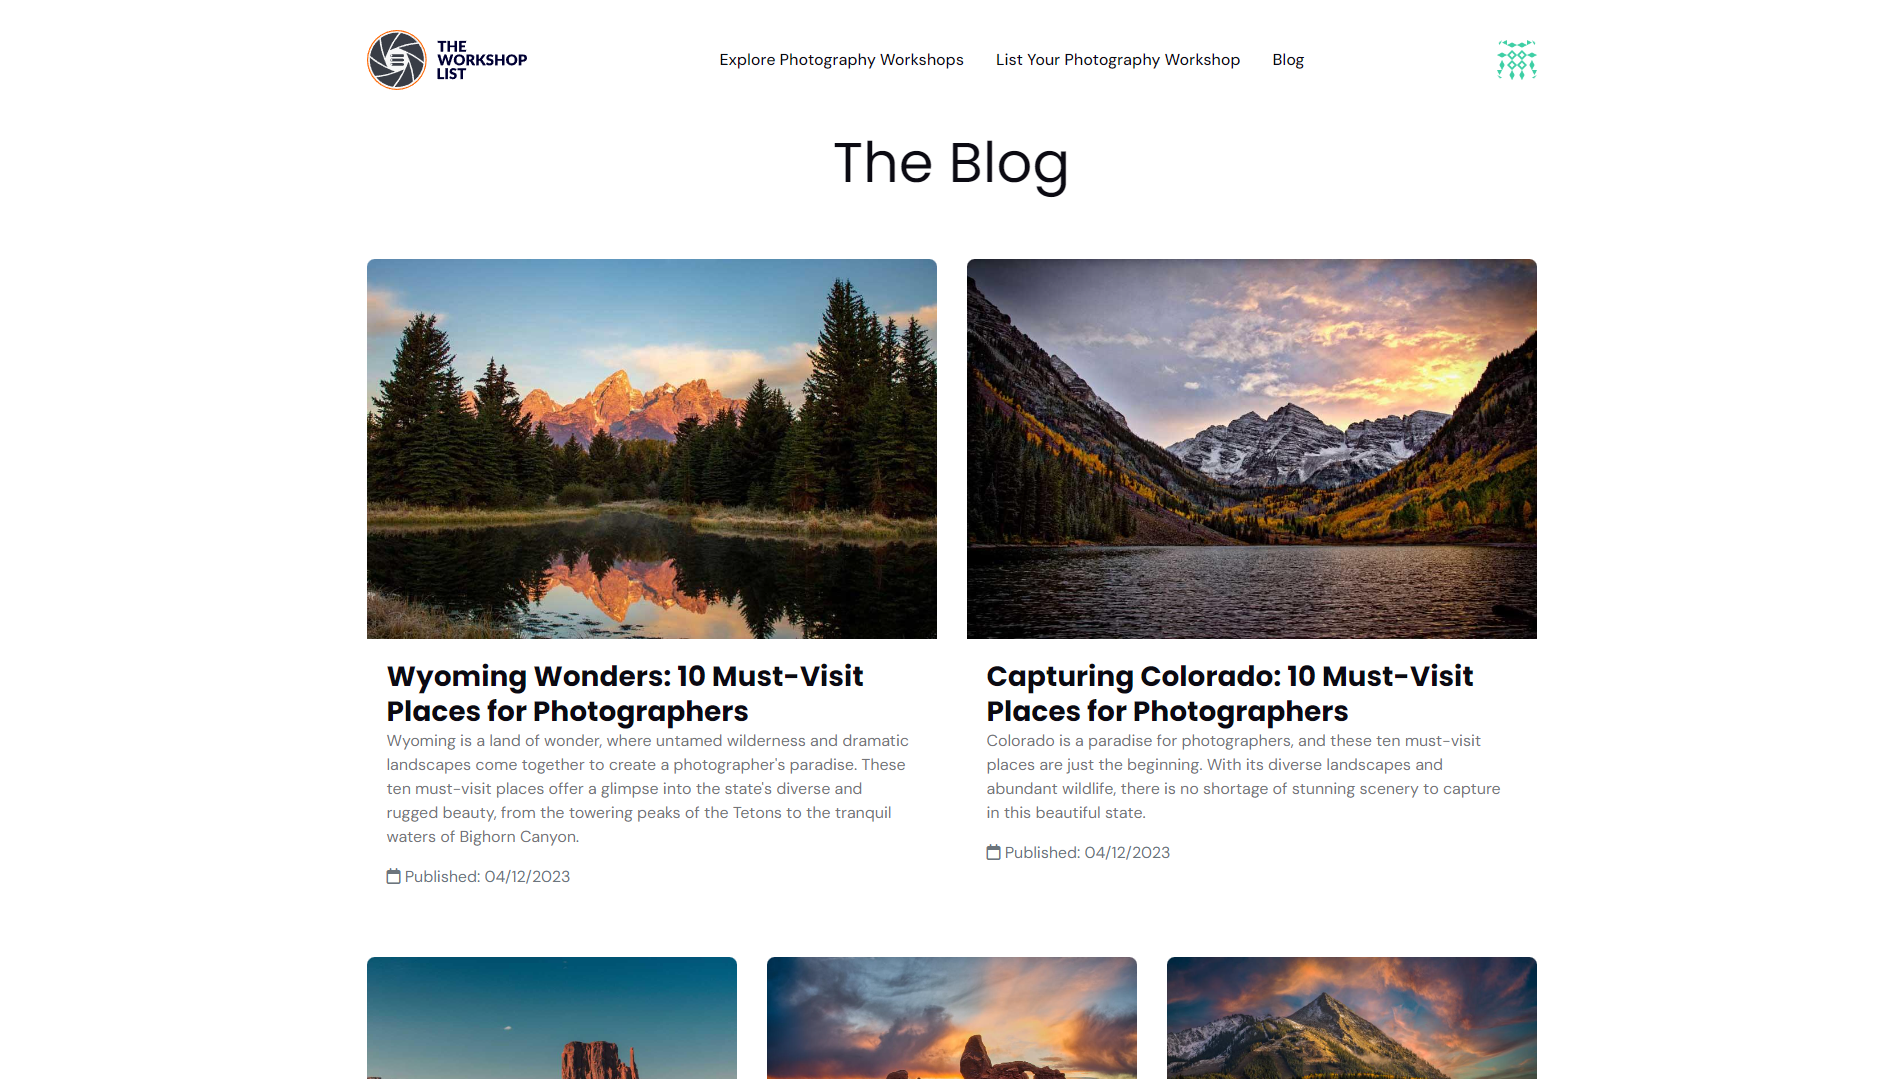 THE
WORKSHOP
LIST
Explore Photography Workshops
List Your Photography Workshop
Blog
The Blog
Wyoming Wonders: 10 Must-Visit
Places for Photographers
Wyoming is a land of wonder, where untamed wilderness and dramatic
landscapes come together to create a photographer's paradise. These
ten must-visit places offer a glimpse into the state's diverse and
rugged beauty, from the towering peaks of the Tetons to the tranquil
waters of Bighorn Canyon.
Published: 04/12/2023
Capturing Colorado: 10 Must-Visit
Places for Photographers
Colorado is a paradise for photographers, and these ten must-visit
places are just the beginning. With its diverse landscapes and
abundant wildlife, there is no shortage of stunning scenery to capture
in this beautiful state.
Published: 04/12/2023